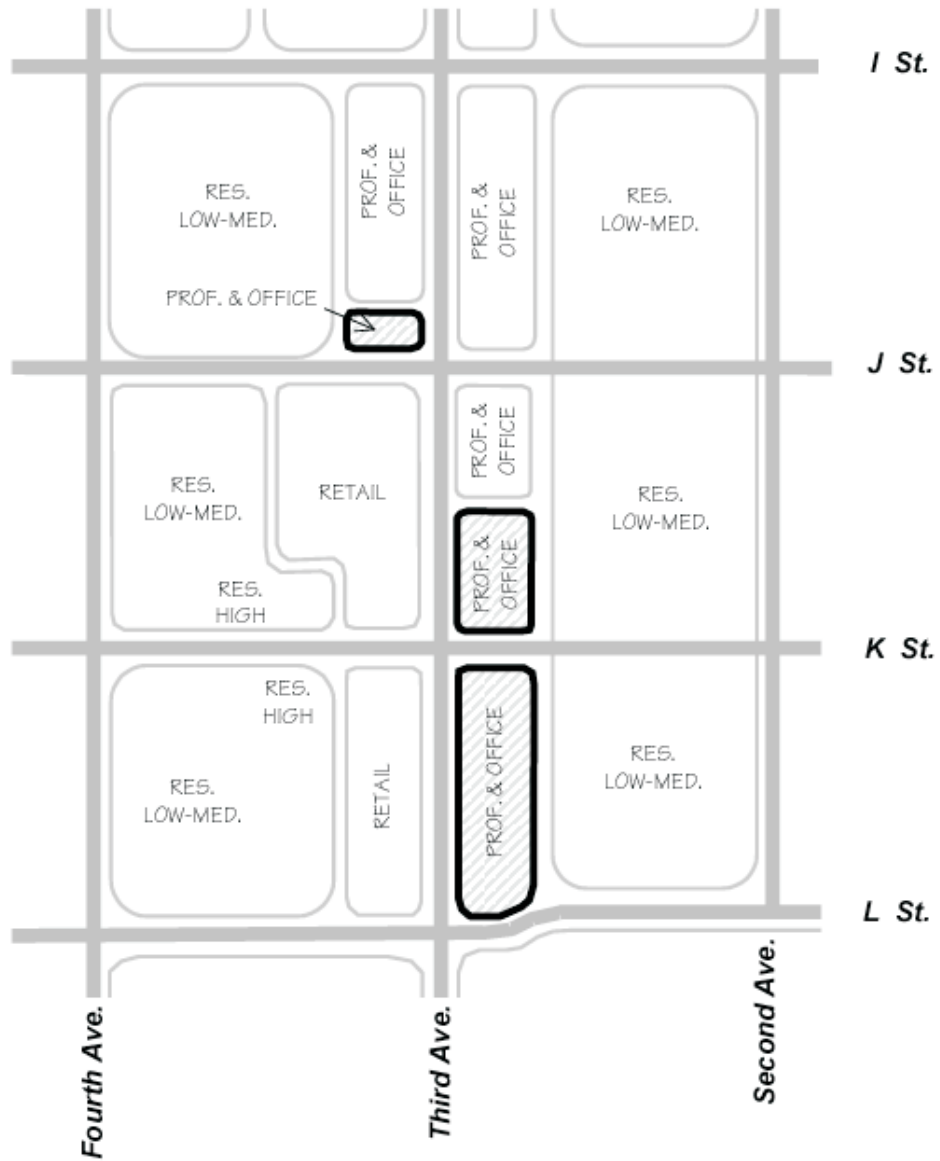 I St.
PROF. &
OFFICE
PROF. &
OFFICE
RES.
LOW-MED.
RES.
LOW-MED.
PROF. & OFFICE
J St.
PROF. &
OFFICE
RES.
LOW-MED.
RETAIL
RES.
LOW-MED.
PROF. &
OFFICE
RES.
HIGH
K St.
RES.
HIGH
PROF. & OFFICE
RES.
LOW-MED.
RES.
LOW-MED.
RETAIL
L St.
Fourth Ave.
Third Ave.
Second Ave.